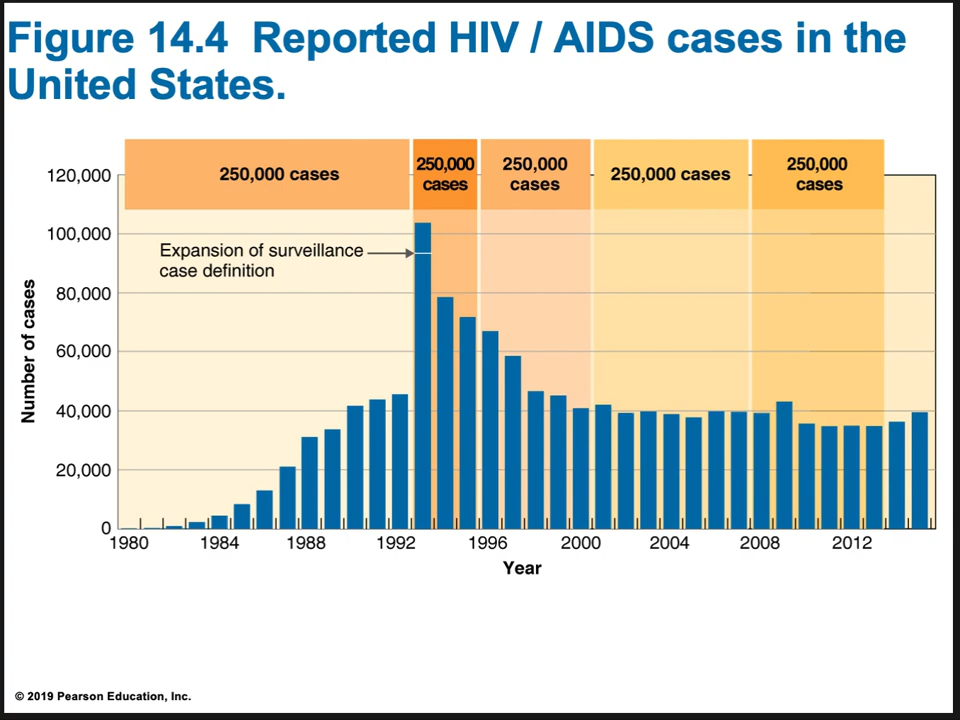 Figure 14.4 Reported HIV / AIDS cases in the
United States.
250,000 cases
250,000
cases
250,000
cases
250,000 cases
250,000
cases
120,000
100,000
80,000
60,000
40,000
20,000
0
Number of cases
Expansion of surveillance
case definition
1980 1984 1988 1992 1996 2000 2004 2008 2012
Year
© 2019 Pearson Education, Inc.